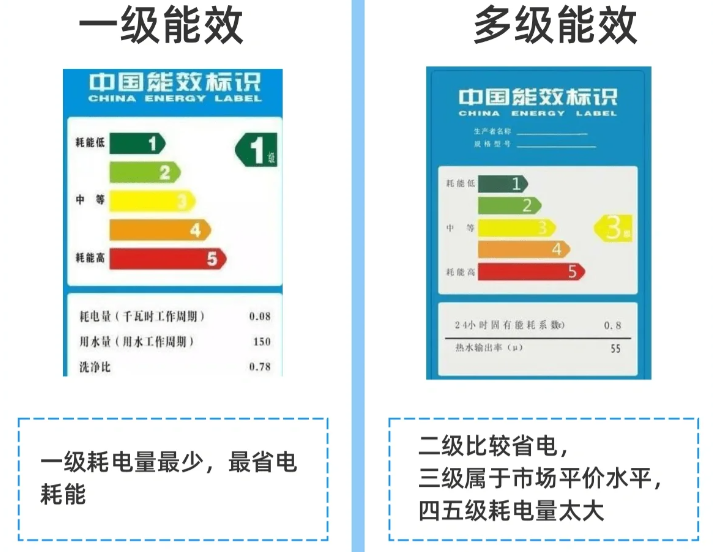 一级能效
中国能效标识
CHINA ENERGY LABEL
耗能低
1
2
中 等
3
4
耗能高
5
1级
耗电量(千瓦时工作周期) 0.08
用水量(用水工作周期) 150
洗净比 0.78
一级耗电量最少，最省电
耗能
多级能效
中国能效标识
CHINA ENERGY LABEL
生产者名称
规格型号
耗能低
1
2
中 等
3
4
耗能高
5
3
24小时固有能耗系数 0.8
热水输出率(μ) 55
二级比较省电，
三级属于市场平价水平，
四五级耗电量太大